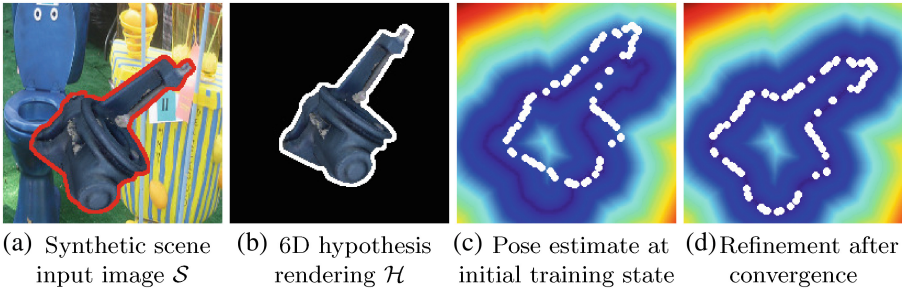 (a) Synthetic scene
input image S
(b) 6D hypothesis
rendering H
(c) Pose estimate at
initial training state
(d) Refinement after
convergence